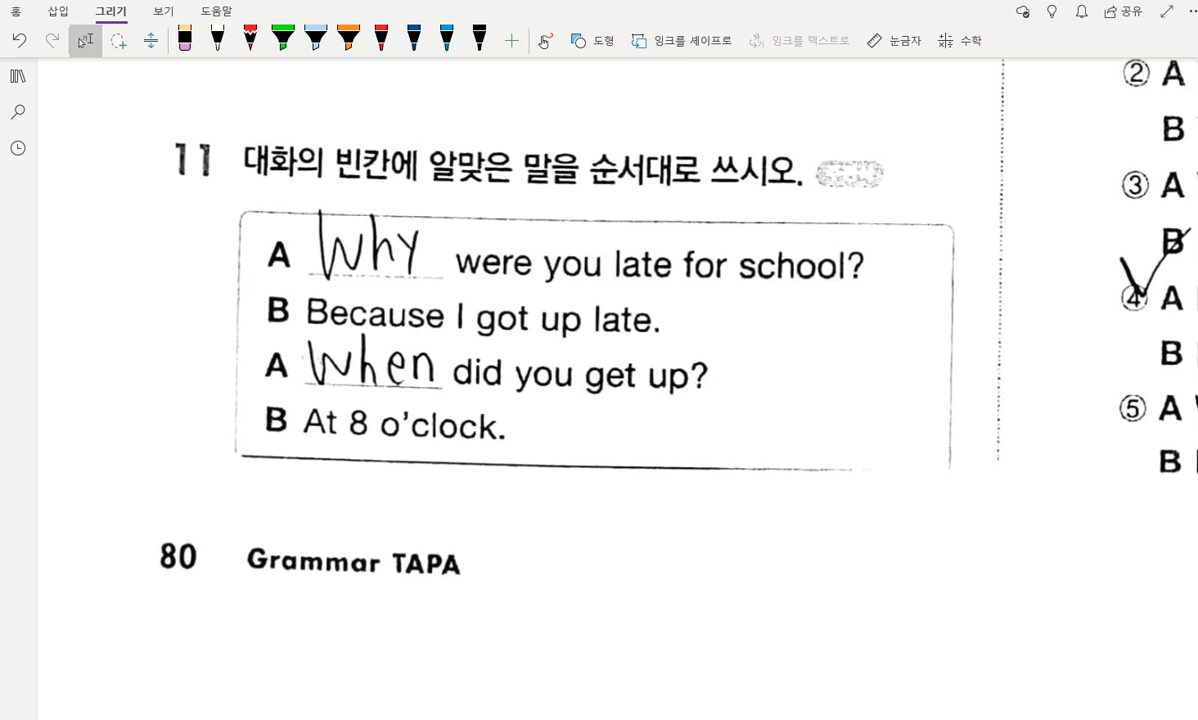 홈 삽입 그리기 보기 도움말
공유
도형 잉크를 셰이프로 잉크를 텍스트로 눈금자 수학
11 대화의 빈칸에 알맞은 말을 순서대로 쓰시오.
A Why were you late for school?
B Because I got up late.
A When did you get up?
B At 8 o'clock.
80 Grammar TAPA
② A
B
③ A
B
④ A
B
⑤ A
B